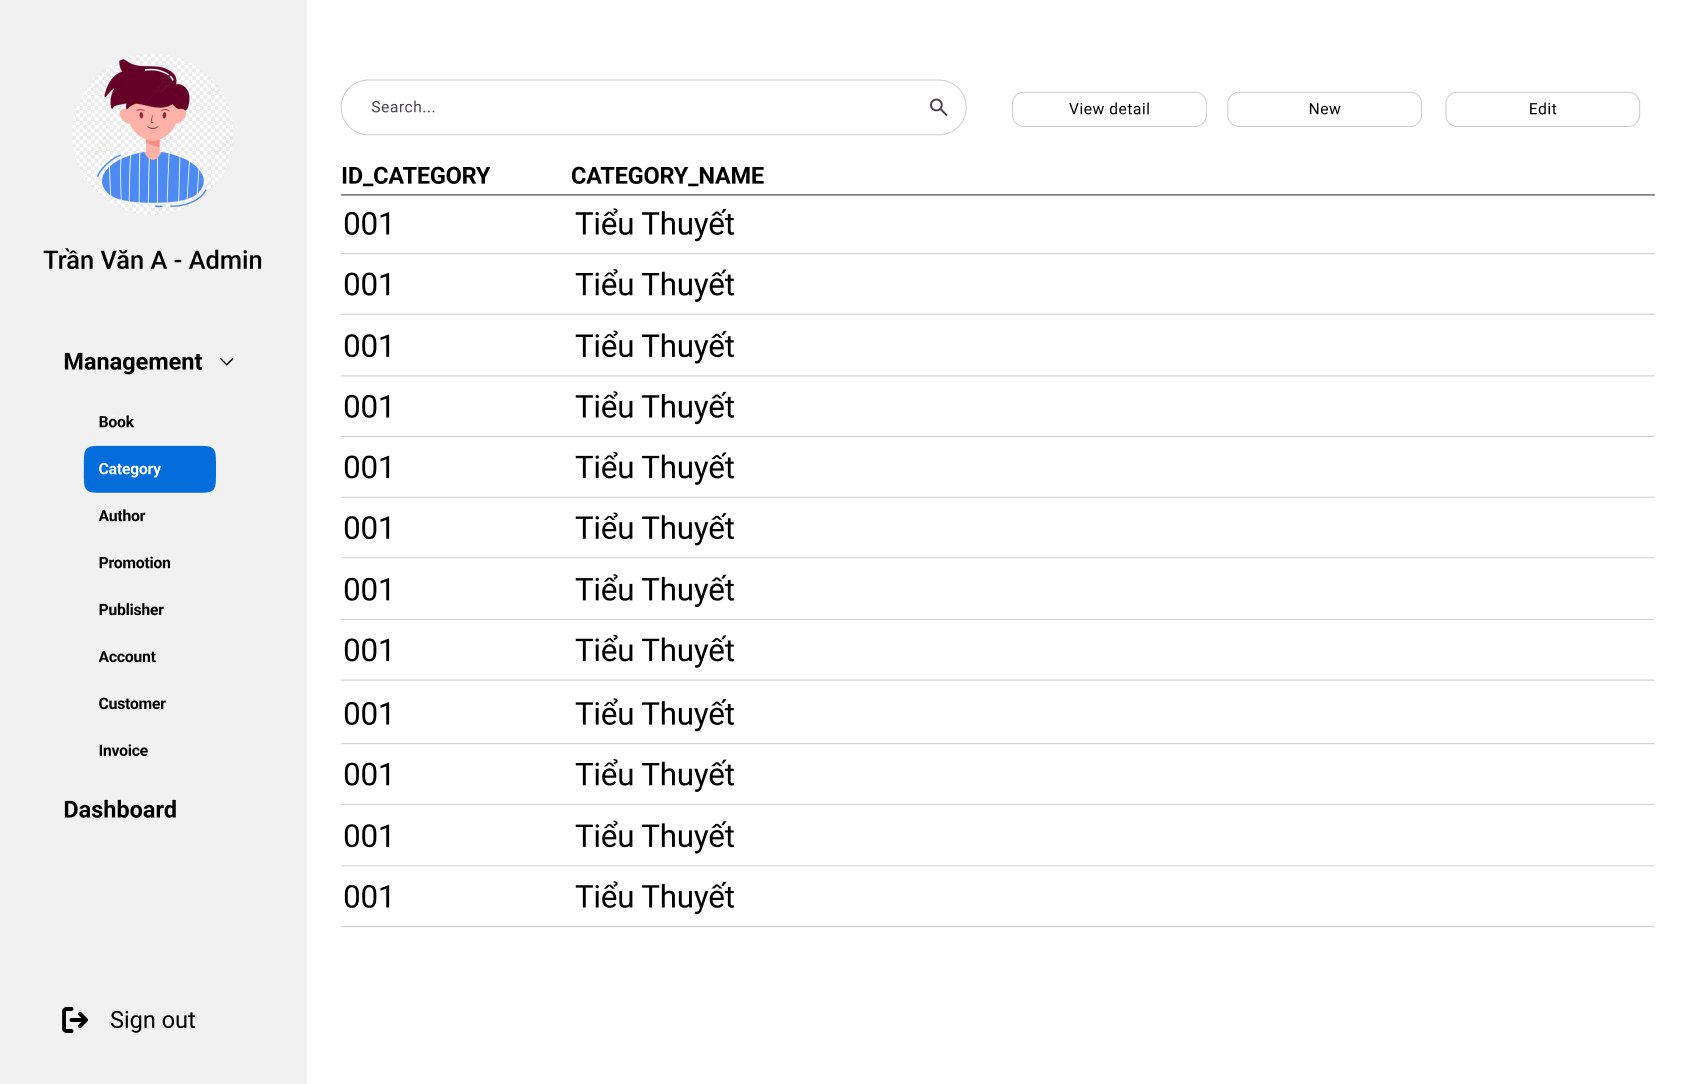 Trần Văn A - Admin
Management
Book
Category
Author
Promotion
Publisher
Account
Customer
Invoice
Dashboard
Sign out
Search...
View detail
New
Edit
ID_CATEGORY CATEGORY_NAME
001 Tiểu Thuyết
001 Tiểu Thuyết
001 Tiểu Thuyết
001 Tiểu Thuyết
001 Tiểu Thuyết
001 Tiểu Thuyết
001 Tiểu Thuyết
001 Tiểu Thuyết
001 Tiểu Thuyết
001 Tiểu Thuyết
001 Tiểu Thuyết
001 Tiểu Thuyết